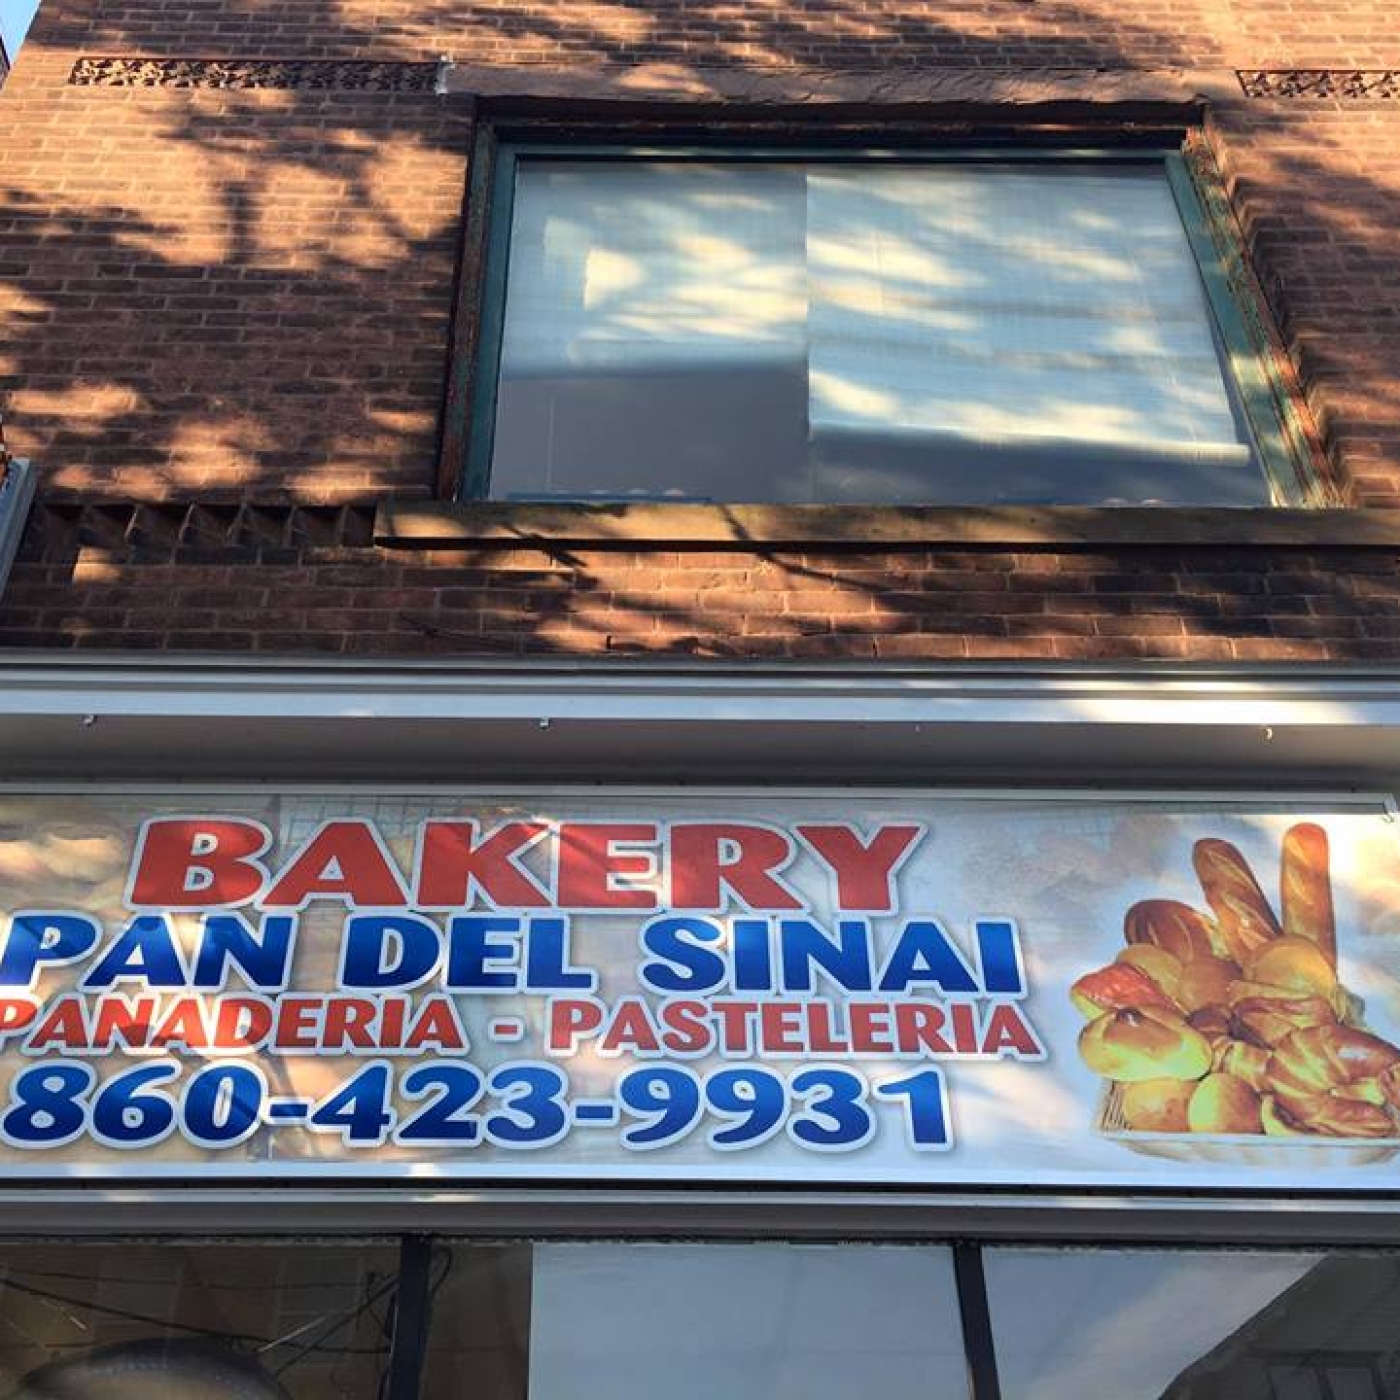 BAKERY
PAN DEL SINAI
PANADERIA - PASTELERIA
860-423-9931